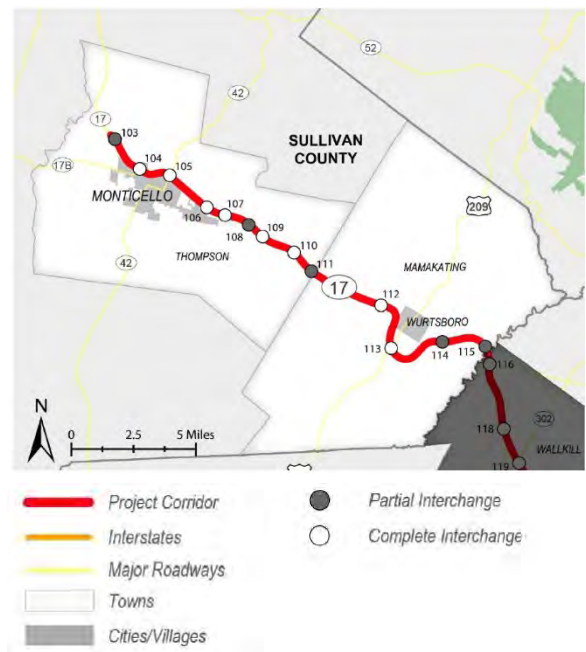 52
42
17
103
SULLIVAN
COUNTY
17B
104
105
MONTICELLO
209
106
107
108
109
THOMPSON
110
MAMAKATING
42
111
17
112
WURTSBORO
113
114
115
116
N
302
118
WALLKILL
119
0 2.5 5 Miles
Project Corridor
Partial Interchange
Interstates
Complete Interchange
Major Roadways
Towns
Cities/Villages